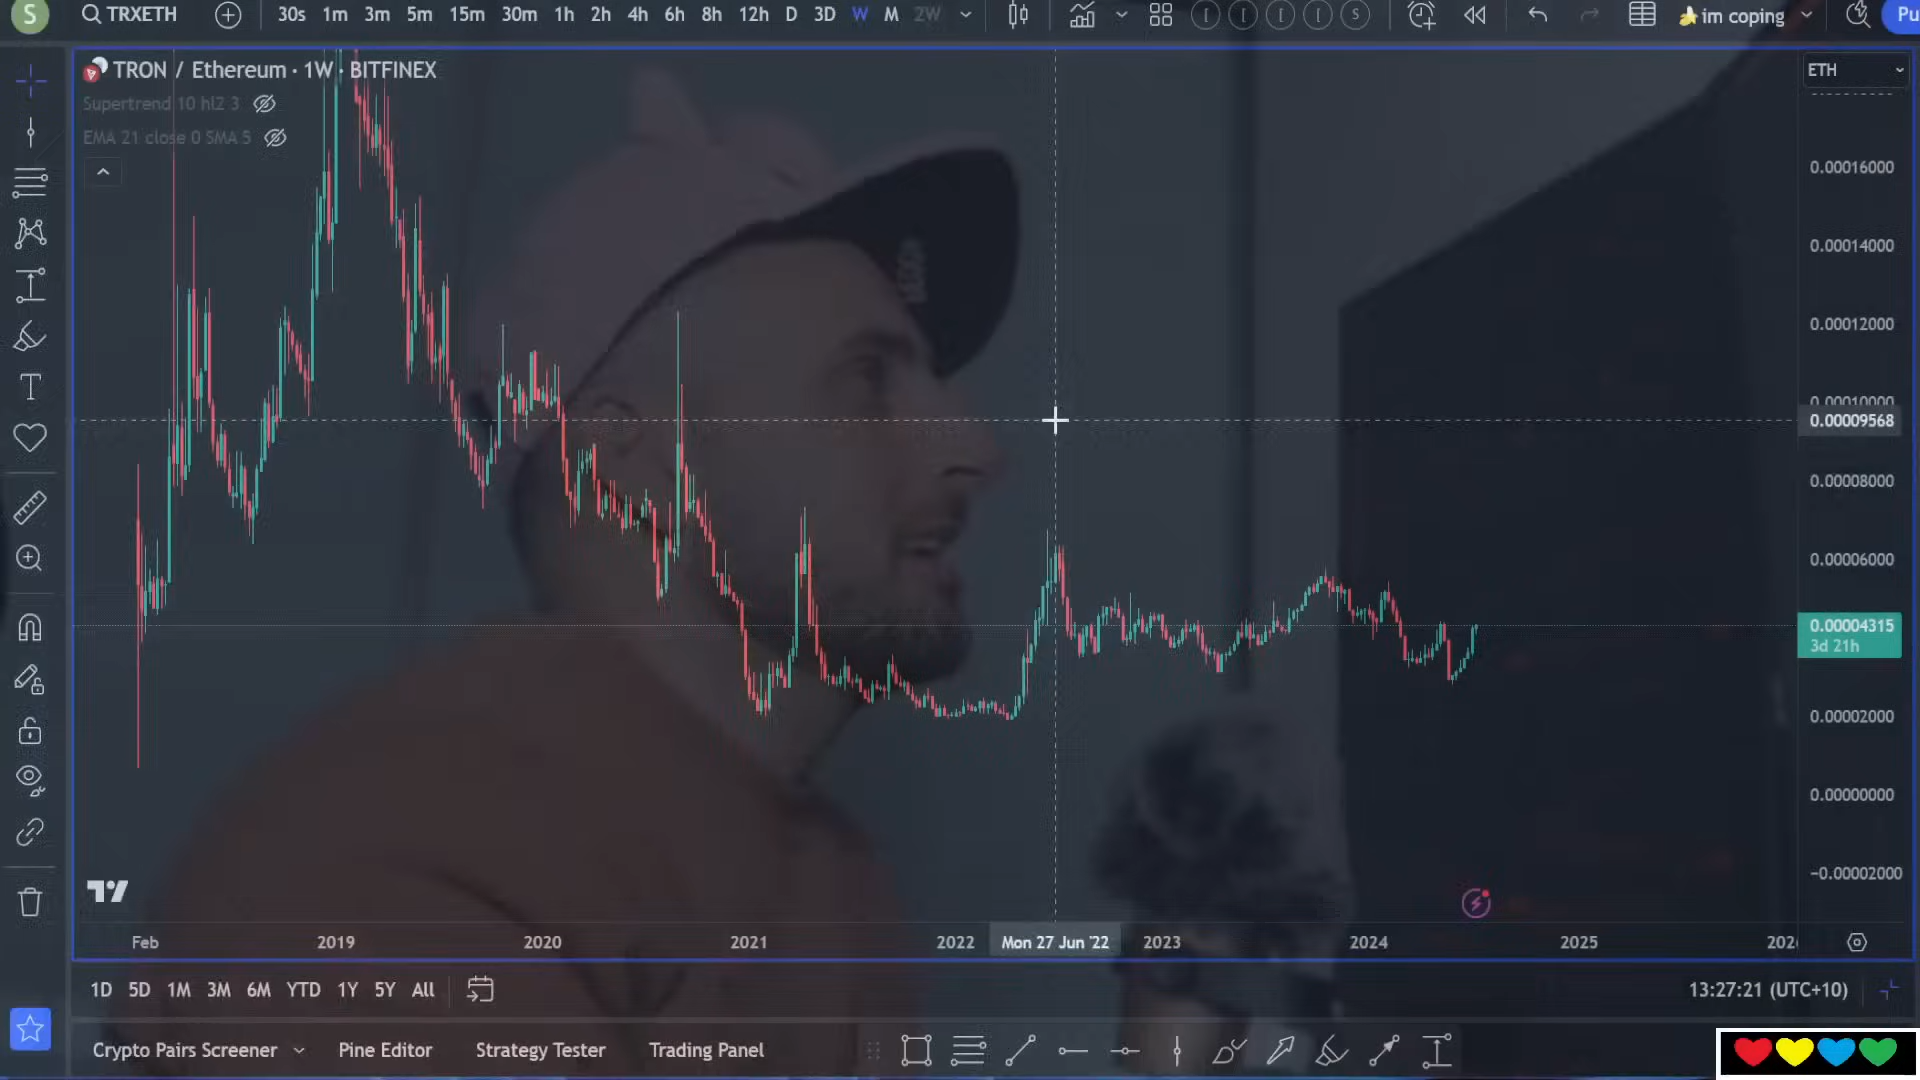 S
TRXETH
30s 1m 3m 5m 15m 30m 1h 2h 4h 6h 8h 12h D 3D W M 2W
S
im coping
Pu
TRON / Ethereum · 1W · BITFINEX
Supertrend 10 hl2 3
EMA 21 close 0 SMA 5
ETH
0.00016000
0.00014000
0.00012000
0.00010000
0.00009568
0.00008000
0.00006000
0.00004315
3d 21h
0.00002000
0.00000000
−0.00002000
Feb 2019 2020 2021 2022 Mon 27 Jun '22 2023 2024 2025
1D 5D 1M 3M 6M YTD 1Y 5Y All
13:27:21 (UTC+10)
Crypto Pairs Screener Pine Editor Strategy Tester Trading Panel